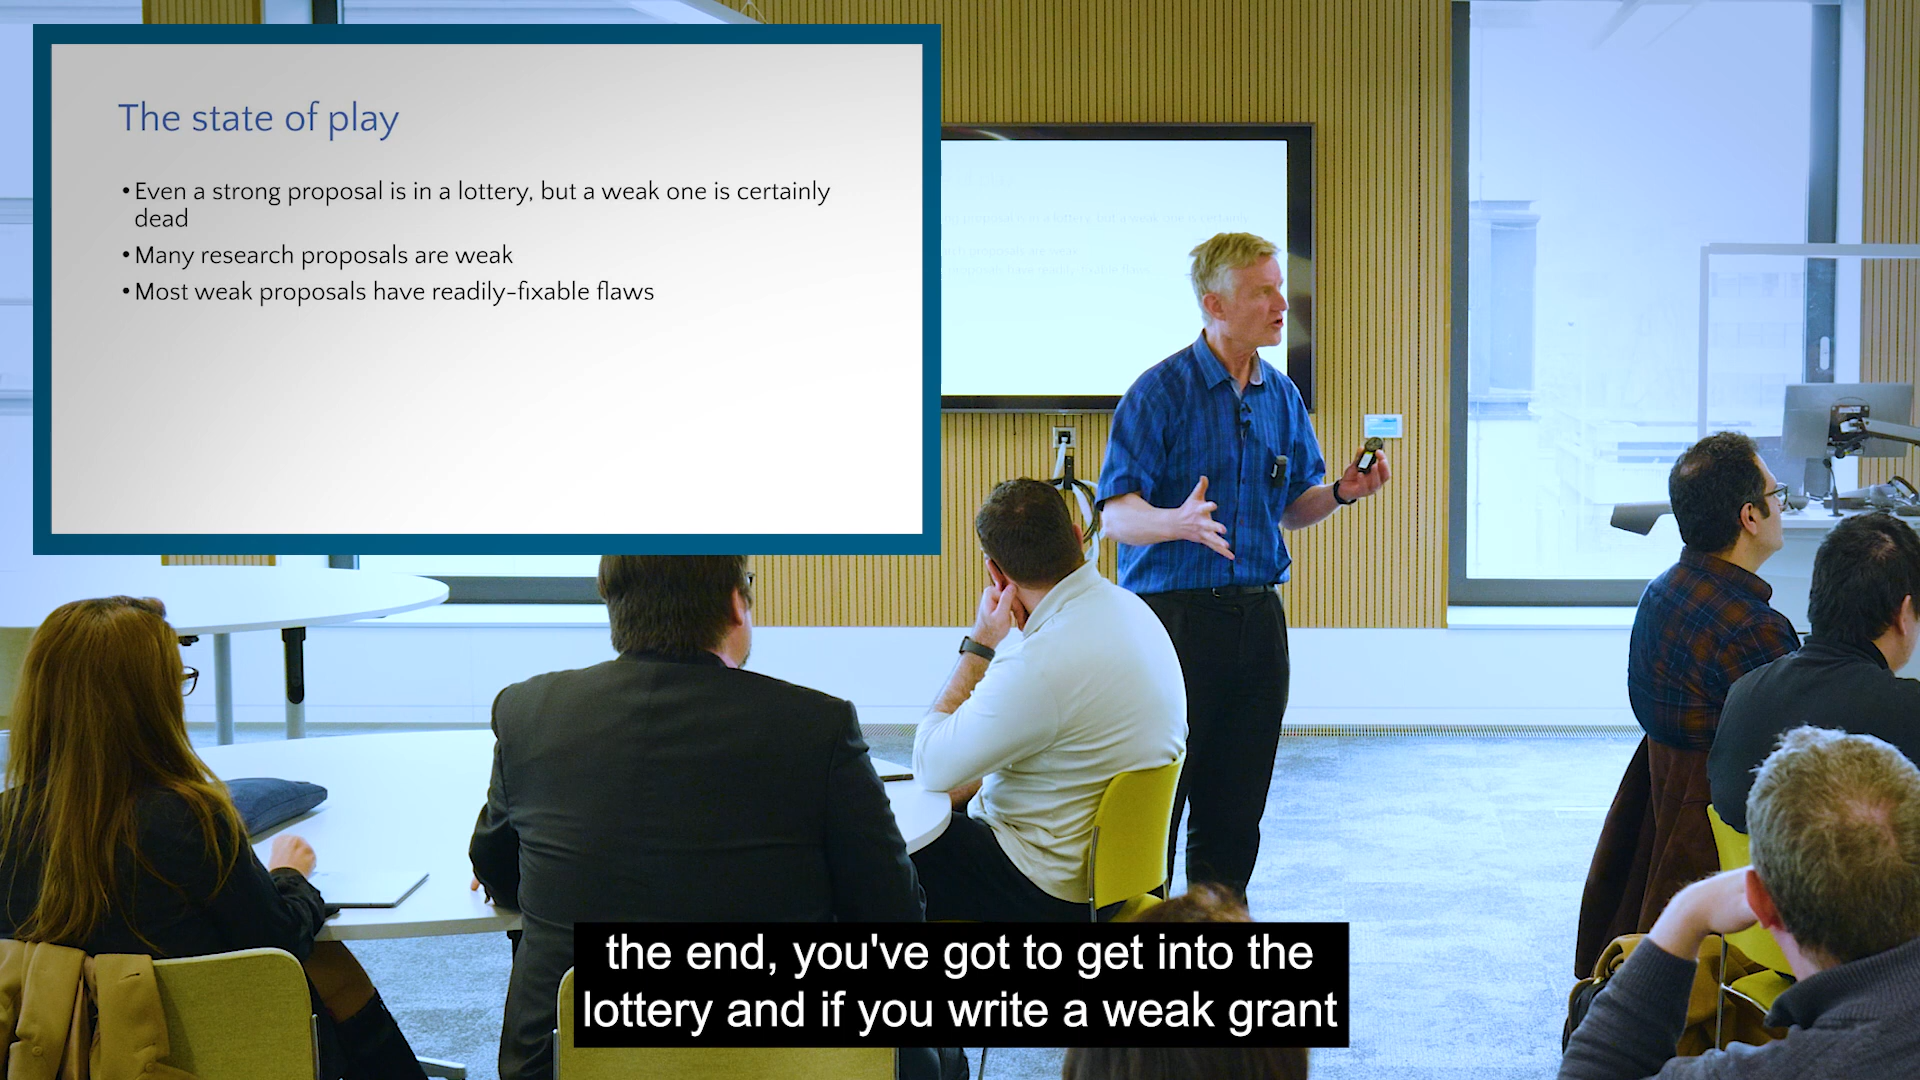 The state of play
•Even a strong proposal is in a lottery, but a weak one is certainly
dead
•Many research proposals are weak
•Most weak proposals have readily-fixable flaws
the end, you've got to get into the
lottery and if you write a weak grant